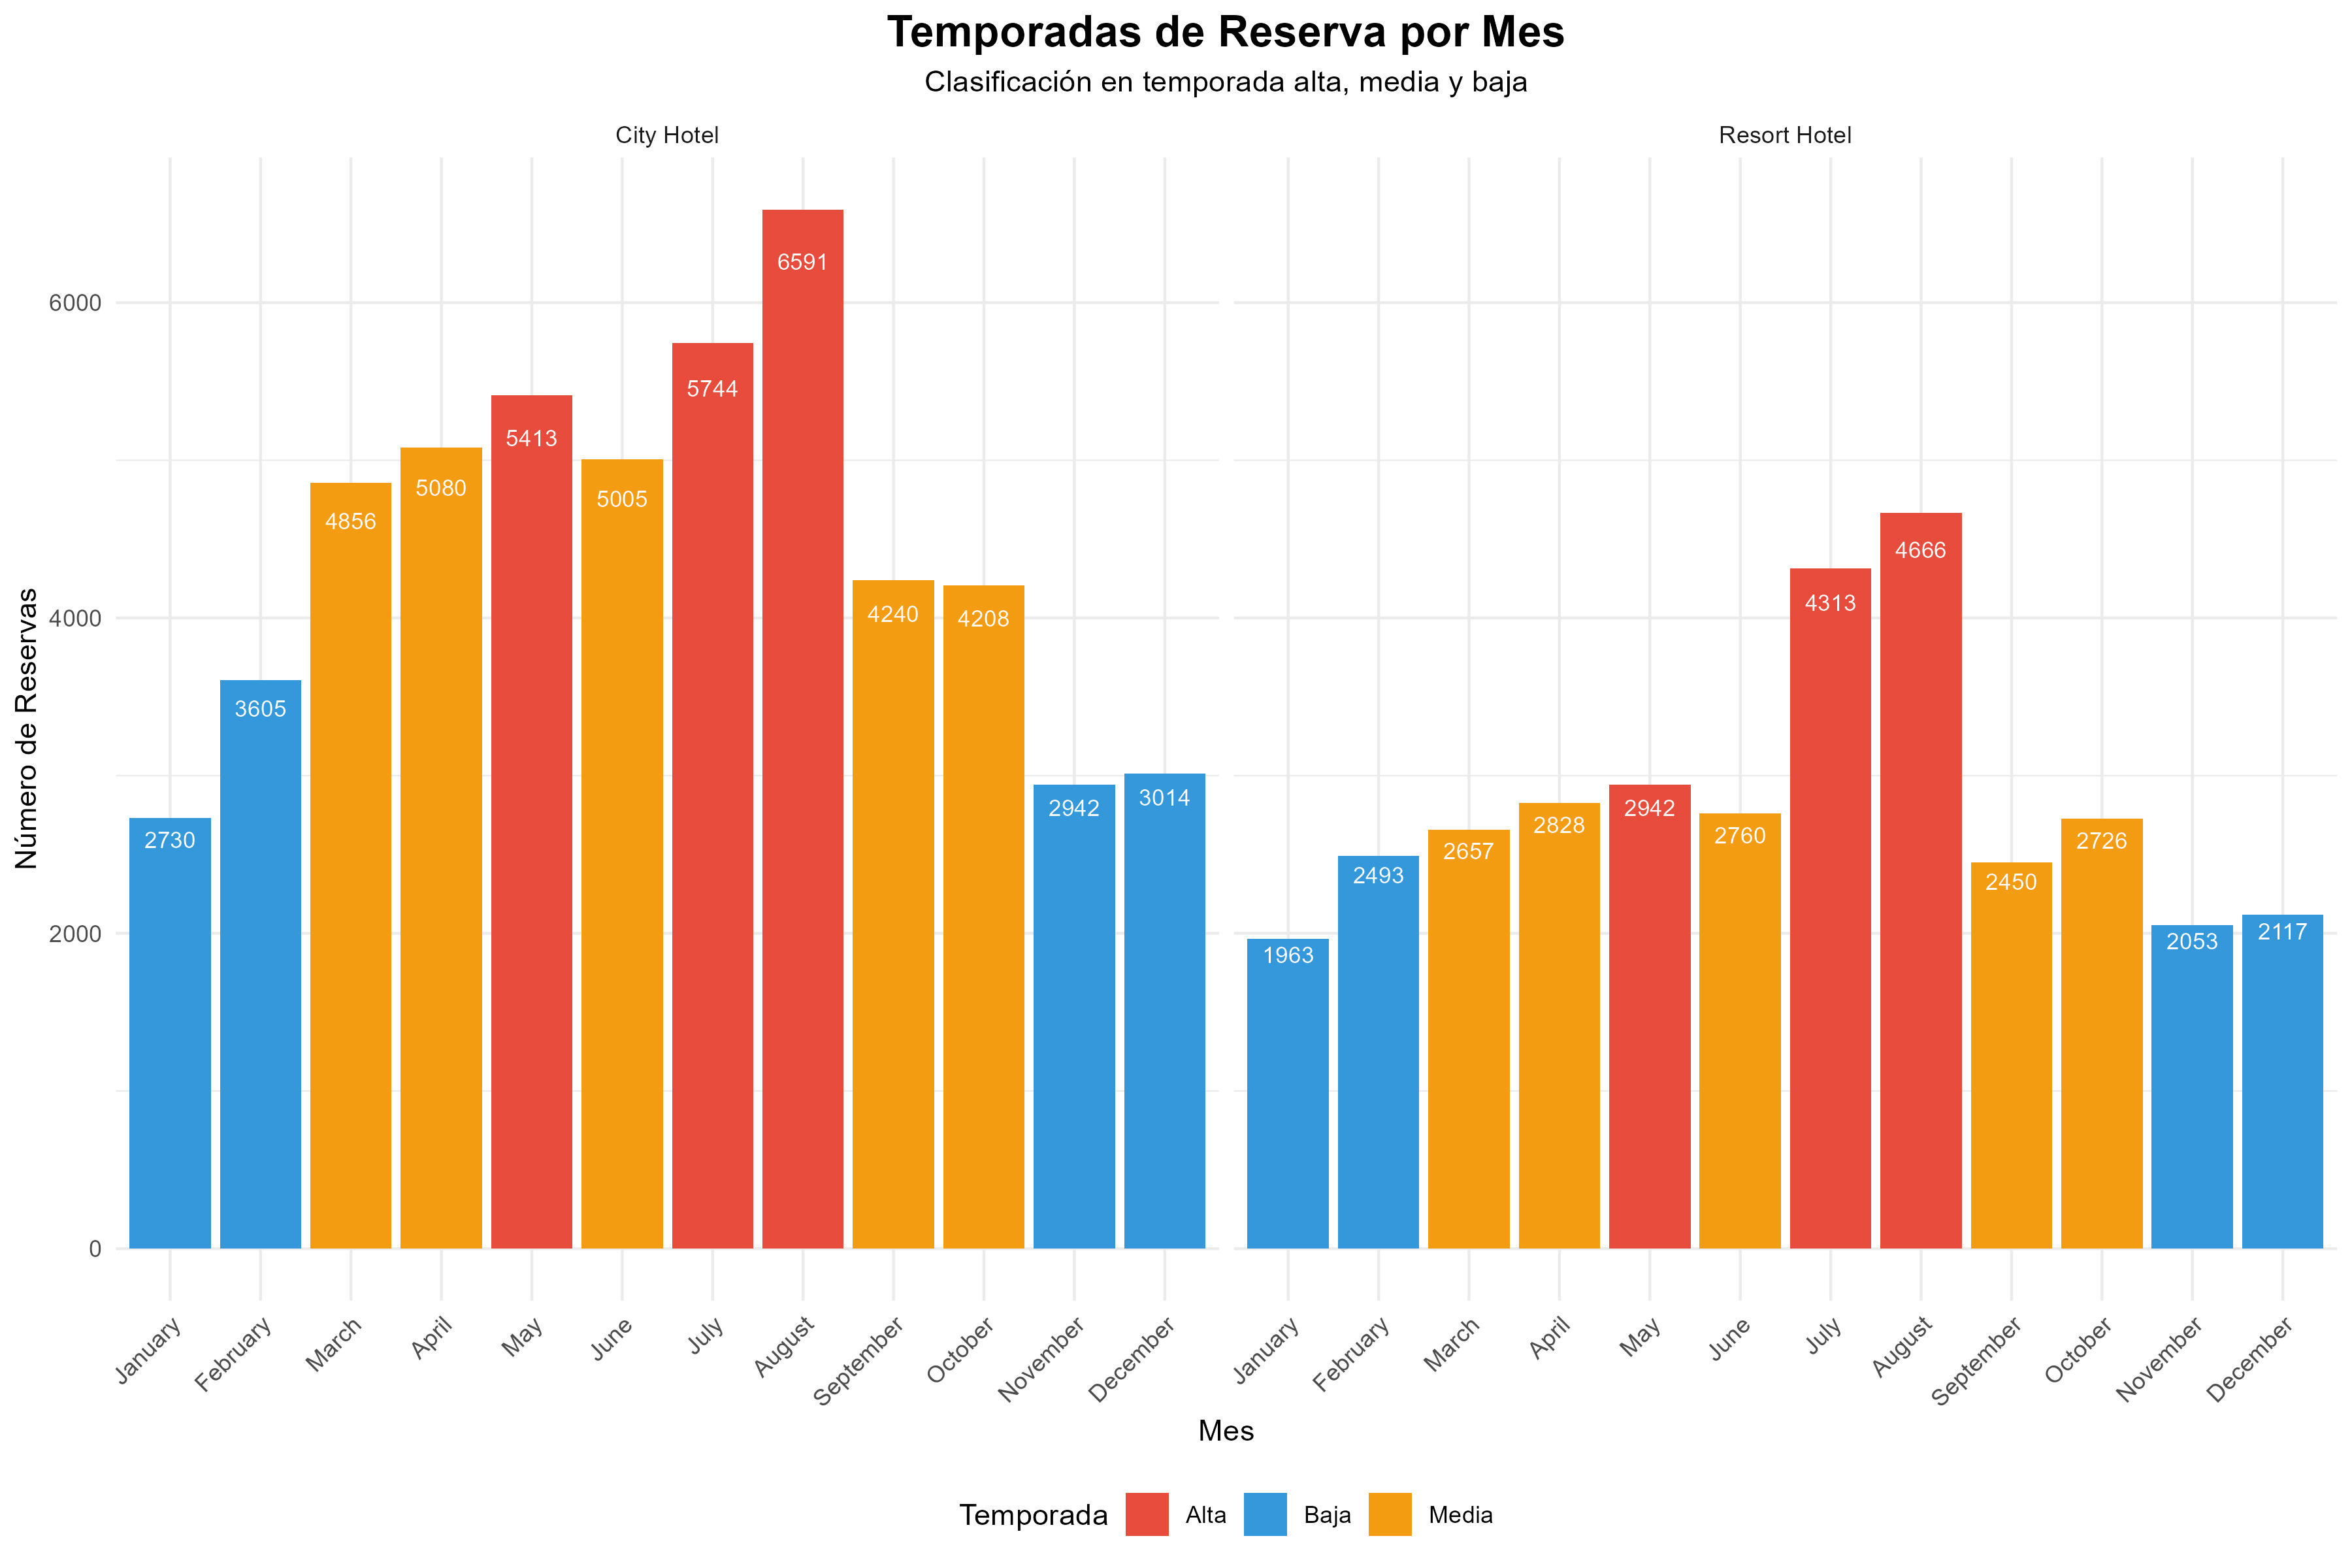 Temporadas de Reserva por Mes
Clasificación en temporada alta, media y baja
City Hotel
Resort Hotel
Número de Reservas
6000
4000
2000
0
2730
3605
4856
5080
5413
5005
5744
6591
4240
4208
2942
3014
1963
2493
2657
2828
2942
2760
4313
4666
2450
2726
2053
2117
January
February
March
April
May
June
July
August
September
October
November
December
January
February
March
April
May
June
July
August
September
October
November
December
Mes
Temporada Alta Baja Media